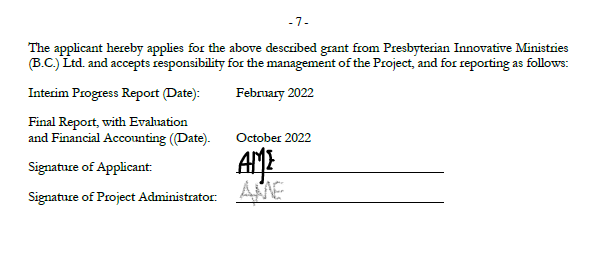 - 7 -
The applicant hereby applies for the above described grant from Presbyterian Innovative Ministries
(B.C.) Ltd. and accepts responsibility for the management of the Project, and for reporting as follows:
Interim Progress Report (Date): February 2022
Final Report, with Evaluation
and Financial Accounting ((Date). October 2022
Signature of Applicant: AME
Signature of Project Administrator: AME